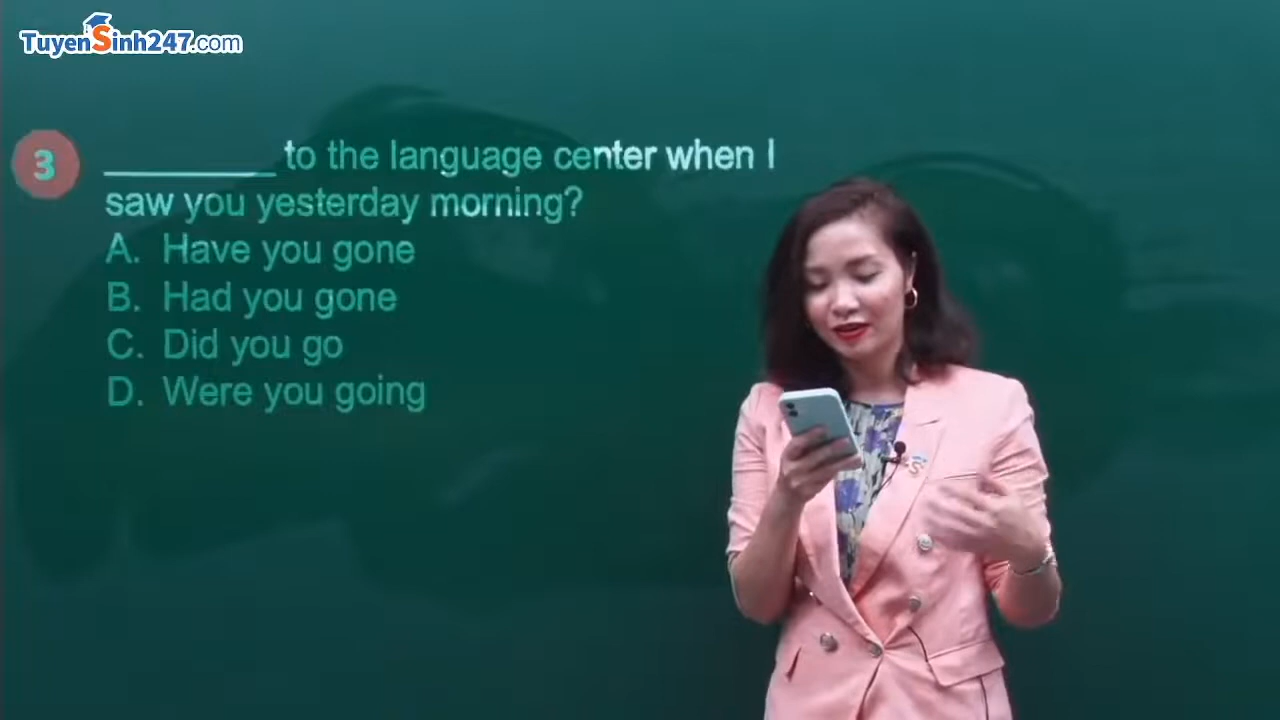 TuyenSinh247.com
3
________ to the language center when I
saw you yesterday morning?
A. Have you gone
B. Had you gone
C. Did you go
D. Were you going